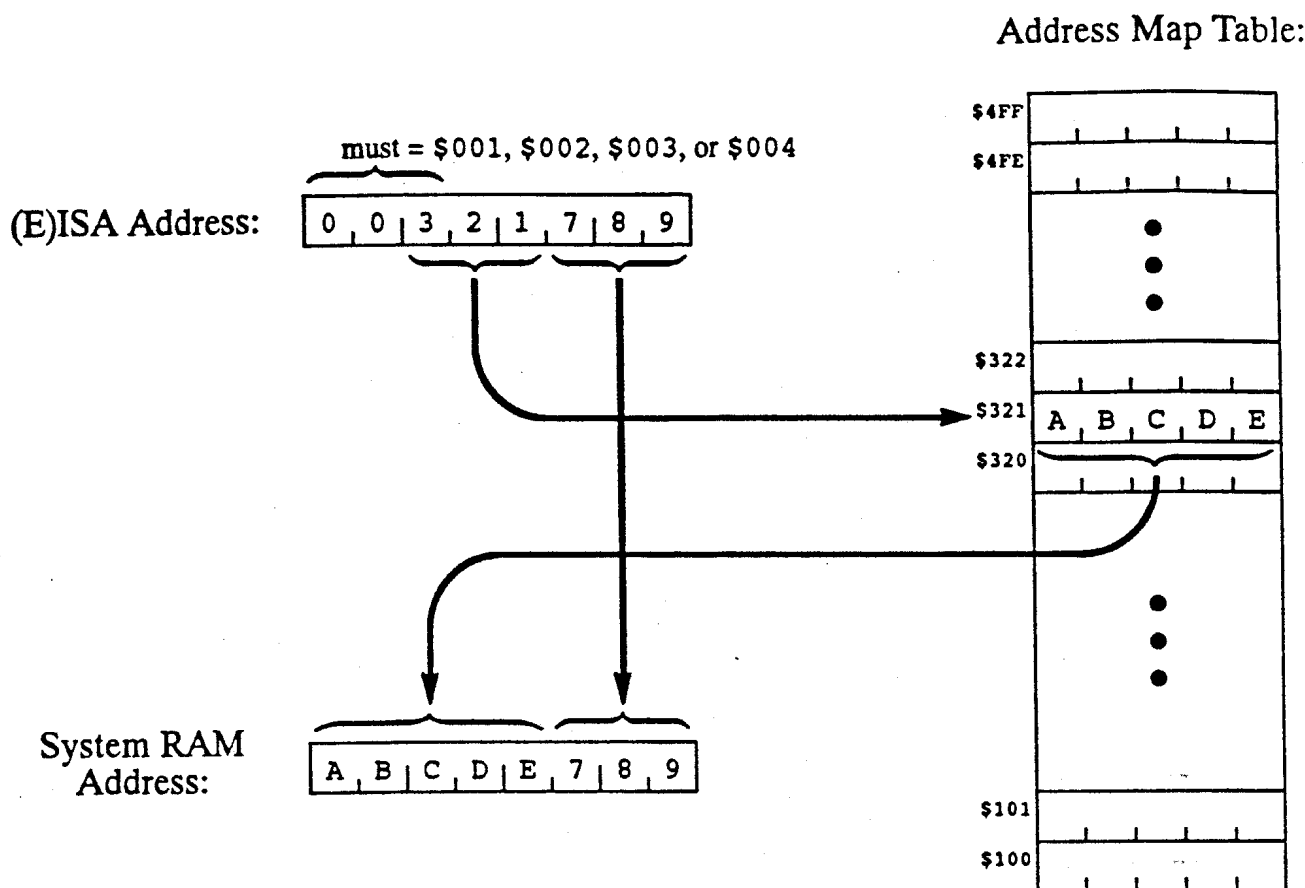 Address Map Table:
$4FF
must = $001, $002, $003, or $004
$4FE
(E)ISA Address: 0 0 3 2 1 7 8 9
$322
$321 A B C D E
$320
System RAM
Address:
A B C D E 7 8 9
$101
$100